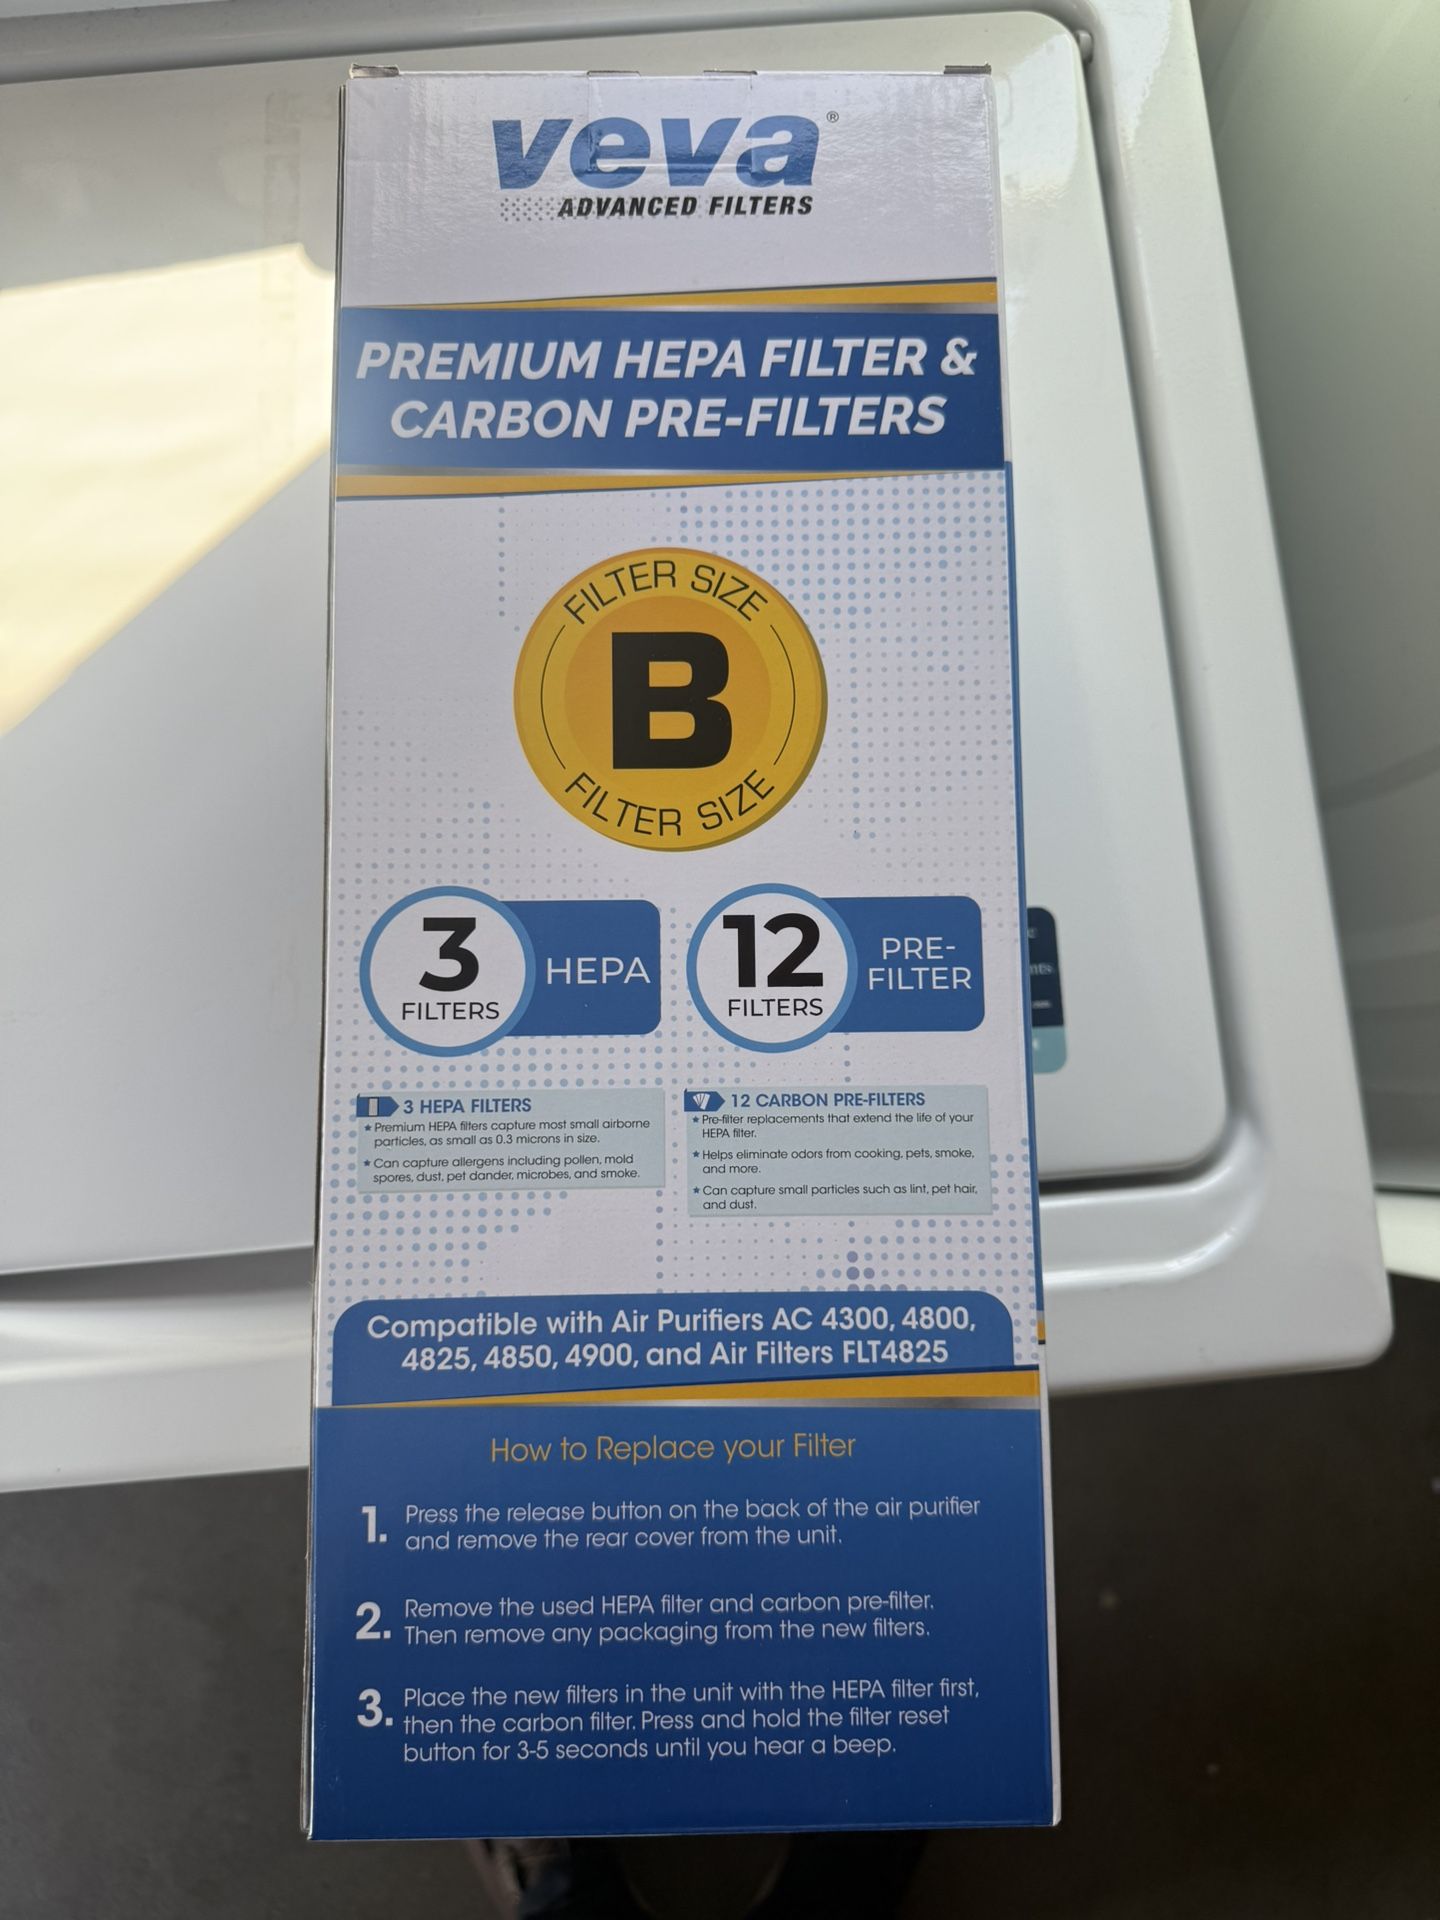 veva®
ADVANCED FILTERS
PREMIUM HEPA FILTER &
CARBON PRE-FILTERS
FILTER SIZE
B
FILTER SIZE
3
FILTERS
HEPA
12
FILTERS
PRE-
FILTER
3 HEPA FILTERS
★ Premium HEPA filters capture most small airborne
particles, as small as 0.3 microns in size.
★ Can capture allergens including pollen, mold
spores, dust, pet dander, microbes, and smoke.
12 CARBON PRE-FILTERS
★ Pre-filter replacements that extend the life of your
HEPA filter.
★ Helps eliminate odors from cooking, pets, smoke,
and more.
★ Can capture small particles such as lint, pet hair,
and dust.
Compatible with Air Purifiers AC 4300, 4800,
4825, 4850, 4900, and Air Filters FLT4825
How to Replace your Filter
1. Press the release button on the back of the air purifier
and remove the rear cover from the unit.
2. Remove the used HEPA filter and carbon pre-filter.
Then remove any packaging from the new filters.
3. Place the new filters in the unit with the HEPA filter first,
then the carbon filter. Press and hold the filter reset
button for 3-5 seconds until you hear a beep.